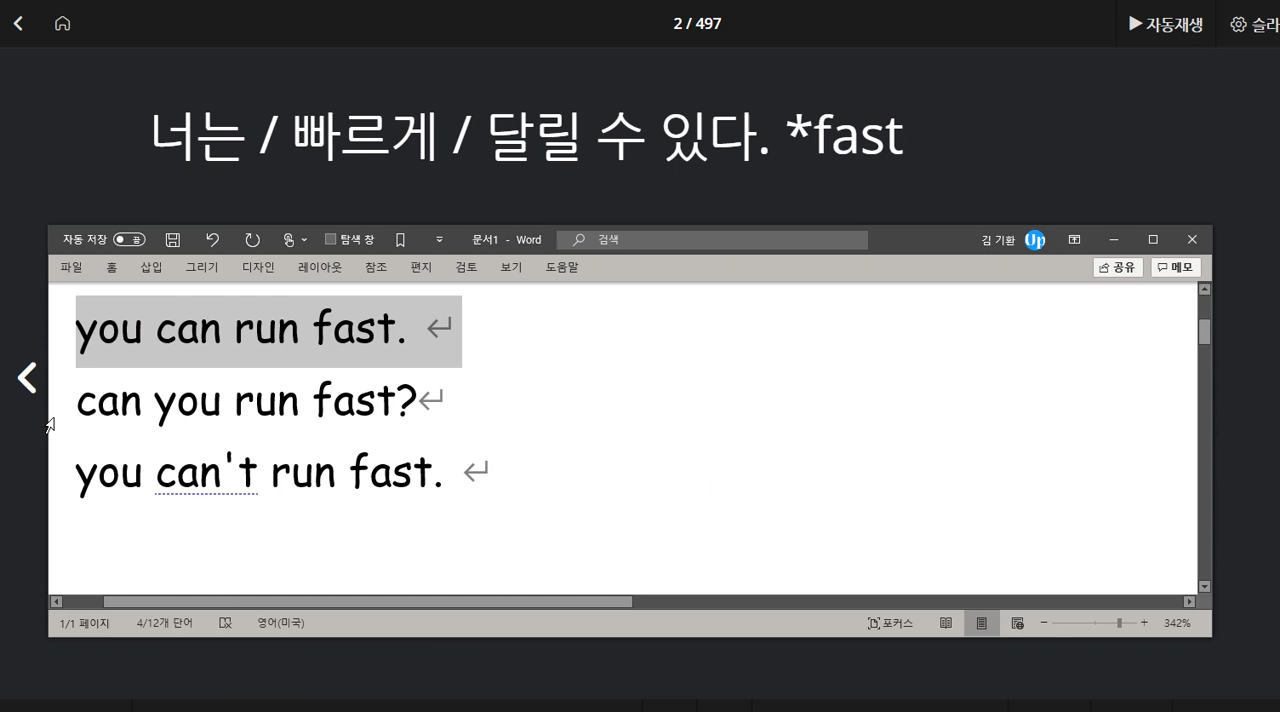 2 / 497
자동재생
슬라
너는 / 빠르게 / 달릴 수 있다. *fast
자동 저장 끔
탐색 창
문서1 - Word
검색
김 기환
Up
파일 홈 삽입 그리기 디자인 레이아웃 참조 편지 검토 보기 도움말
공유
메모
you can run fast.
can you run fast?
you can't run fast.
1/1 페이지
4/12개 단어
영어(미국)
포커스
342%